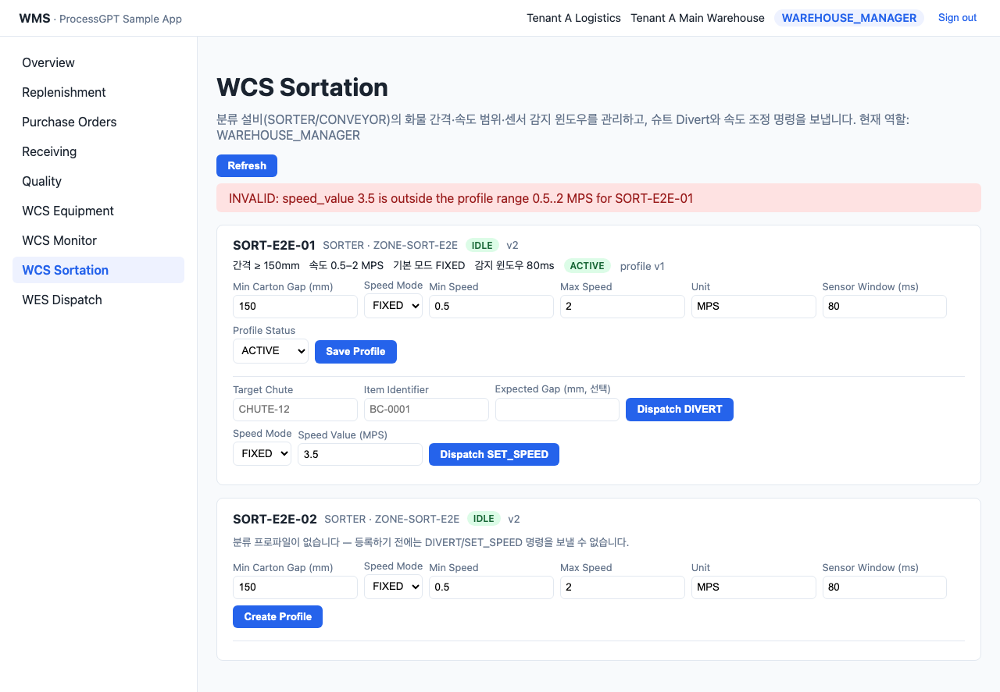 WMS · ProcessGPT Sample App
Tenant A Logistics Tenant A Main Warehouse WAREHOUSE_MANAGER Sign out
Overview
Replenishment
Purchase Orders
Receiving
Quality
WCS Equipment
WCS Monitor
WCS Sortation
WES Dispatch
WCS Sortation
분류 설비(SORTER/CONVEYOR)의 화물 간격·속도 범위·센서 감지 윈도우를 관리하고, 슈트 Divert와 속도 조정 명령을 보냅니다. 현재 역할:
WAREHOUSE_MANAGER
Refresh
INVALID: speed_value 3.5 is outside the profile range 0.5..2 MPS for SORT-E2E-01
SORT-E2E-01 SORTER · ZONE-SORT-E2E IDLE v2
간격 ≥ 150mm 속도 0.5–2 MPS 기본 모드 FIXED 감지 윈도우 80ms ACTIVE profile v1
Min Carton Gap (mm) Speed Mode Min Speed Max Speed Unit Sensor Window (ms)
150 FIXED 0.5 2 MPS 80
Profile Status
ACTIVE Save Profile
Target Chute Item Identifier Expected Gap (mm, 선택)
CHUTE-12 BC-0001 Dispatch DIVERT
Speed Mode Speed Value (MPS)
FIXED 3.5 Dispatch SET_SPEED
SORT-E2E-02 SORTER · ZONE-SORT-E2E IDLE v2
분류 프로파일이 없습니다 — 등록하기 전에는 DIVERT/SET_SPEED 명령을 보낼 수 없습니다.
Min Carton Gap (mm) Speed Mode Min Speed Max Speed Unit Sensor Window (ms)
150 FIXED 0.5 2 MPS 80
Create Profile